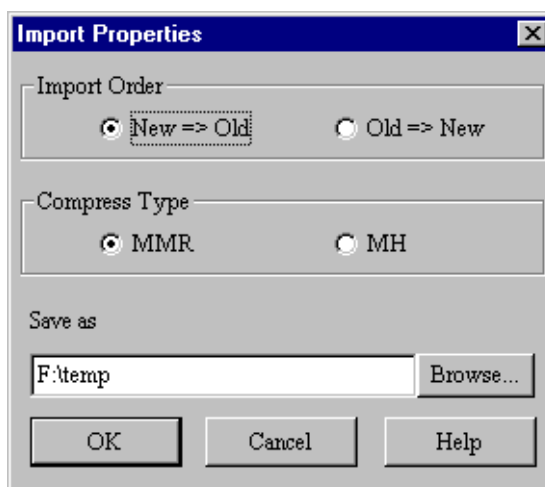 Import Properties
Import Order
New => Old Old => New
Compress Type
MMR MH
Save as
F:\temp Browse...
OK Cancel Help